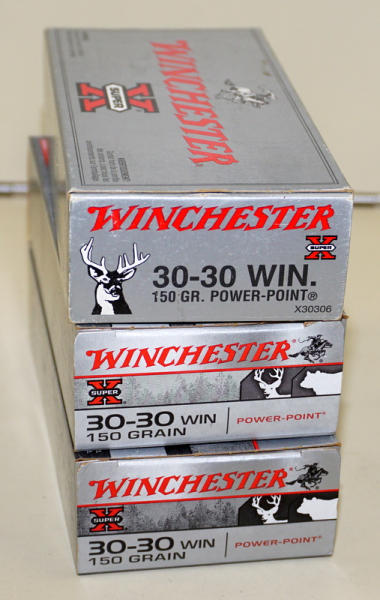 WINCHESTER
X
SUPER
WINCHESTER
X
SUPER
30-30 WIN.
150 GR. POWER-POINT®
X30306
WINCHESTER
X
SUPER
30-30 WIN
150 GRAIN
POWER-POINT®
WINCHESTER
X
SUPER
30-30 WIN
150 GRAIN
POWER-POINT®